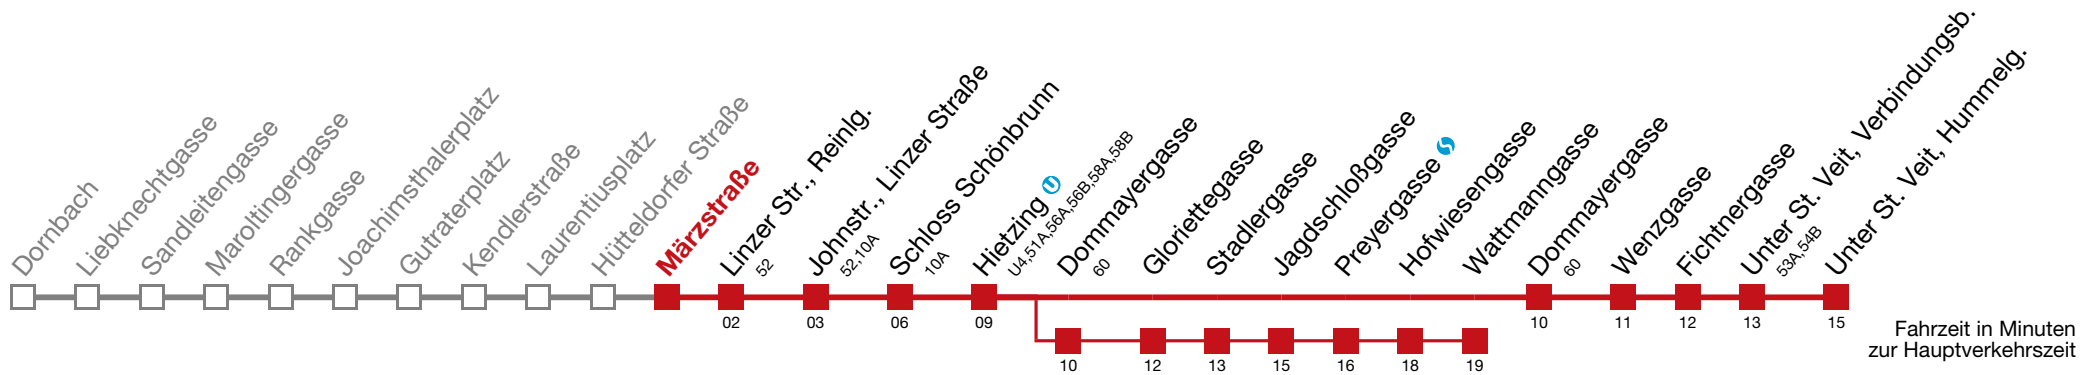 Dornbach
Liebknechtgasse
Sandleitengasse
Maroltingergasse
Rankgasse
Joachimsthalerplatz
Gutraterplatz
Kendlerstraße
Laurentiusplatz
Hütteldorfer Straße
Märzstraße
Linzer Str., Reinlg.
52
Johnstr., Linzer Straße
52,10A
Schloss Schönbrunn
10A
Hietzing
U4,51A,56A,56B,58A,58B
Dommayergasse
60
Gloriettegasse
Stadlergasse
Jagdschloßgasse
Preyergasse
Hofwiesengasse
Wattmanngasse
Dommayergasse
60
Wenzgasse
Fichtnergasse
Unter St. Veit, Verbindungsb.
53A,54B
Unter St. Veit, Hummelg.
02 03 06 09 10 11 12 13 15
10 12 13 15 16 18 19
Fahrzeit in Minuten
zur Hauptverkehrszeit